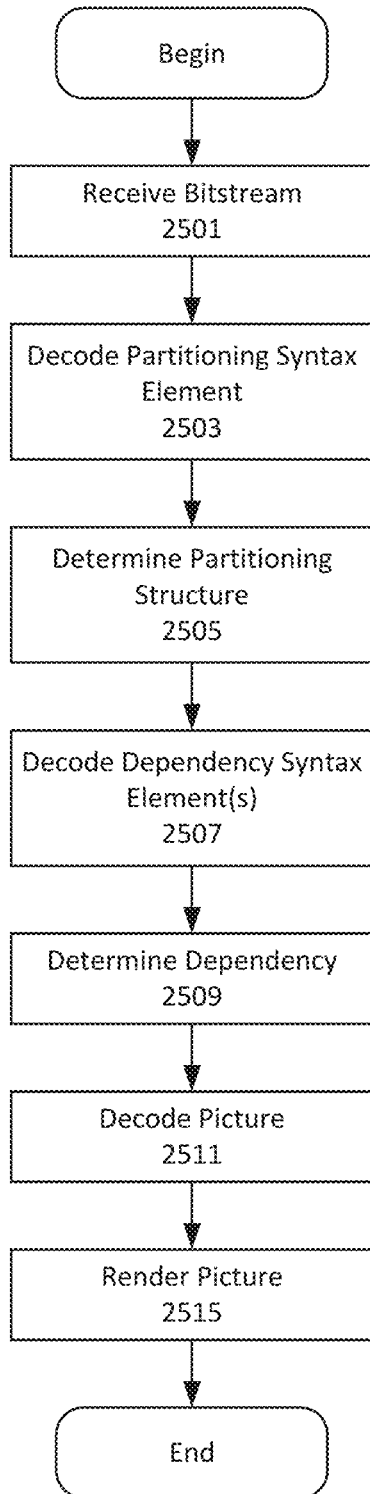 Begin
Receive Bitstream
2501
Decode Partitioning Syntax
Element
2503
Determine Partitioning
Structure
2505
Decode Dependency Syntax
Element(s)
2507
Determine Dependency
2509
Decode Picture
2511
Render Picture
2515
End